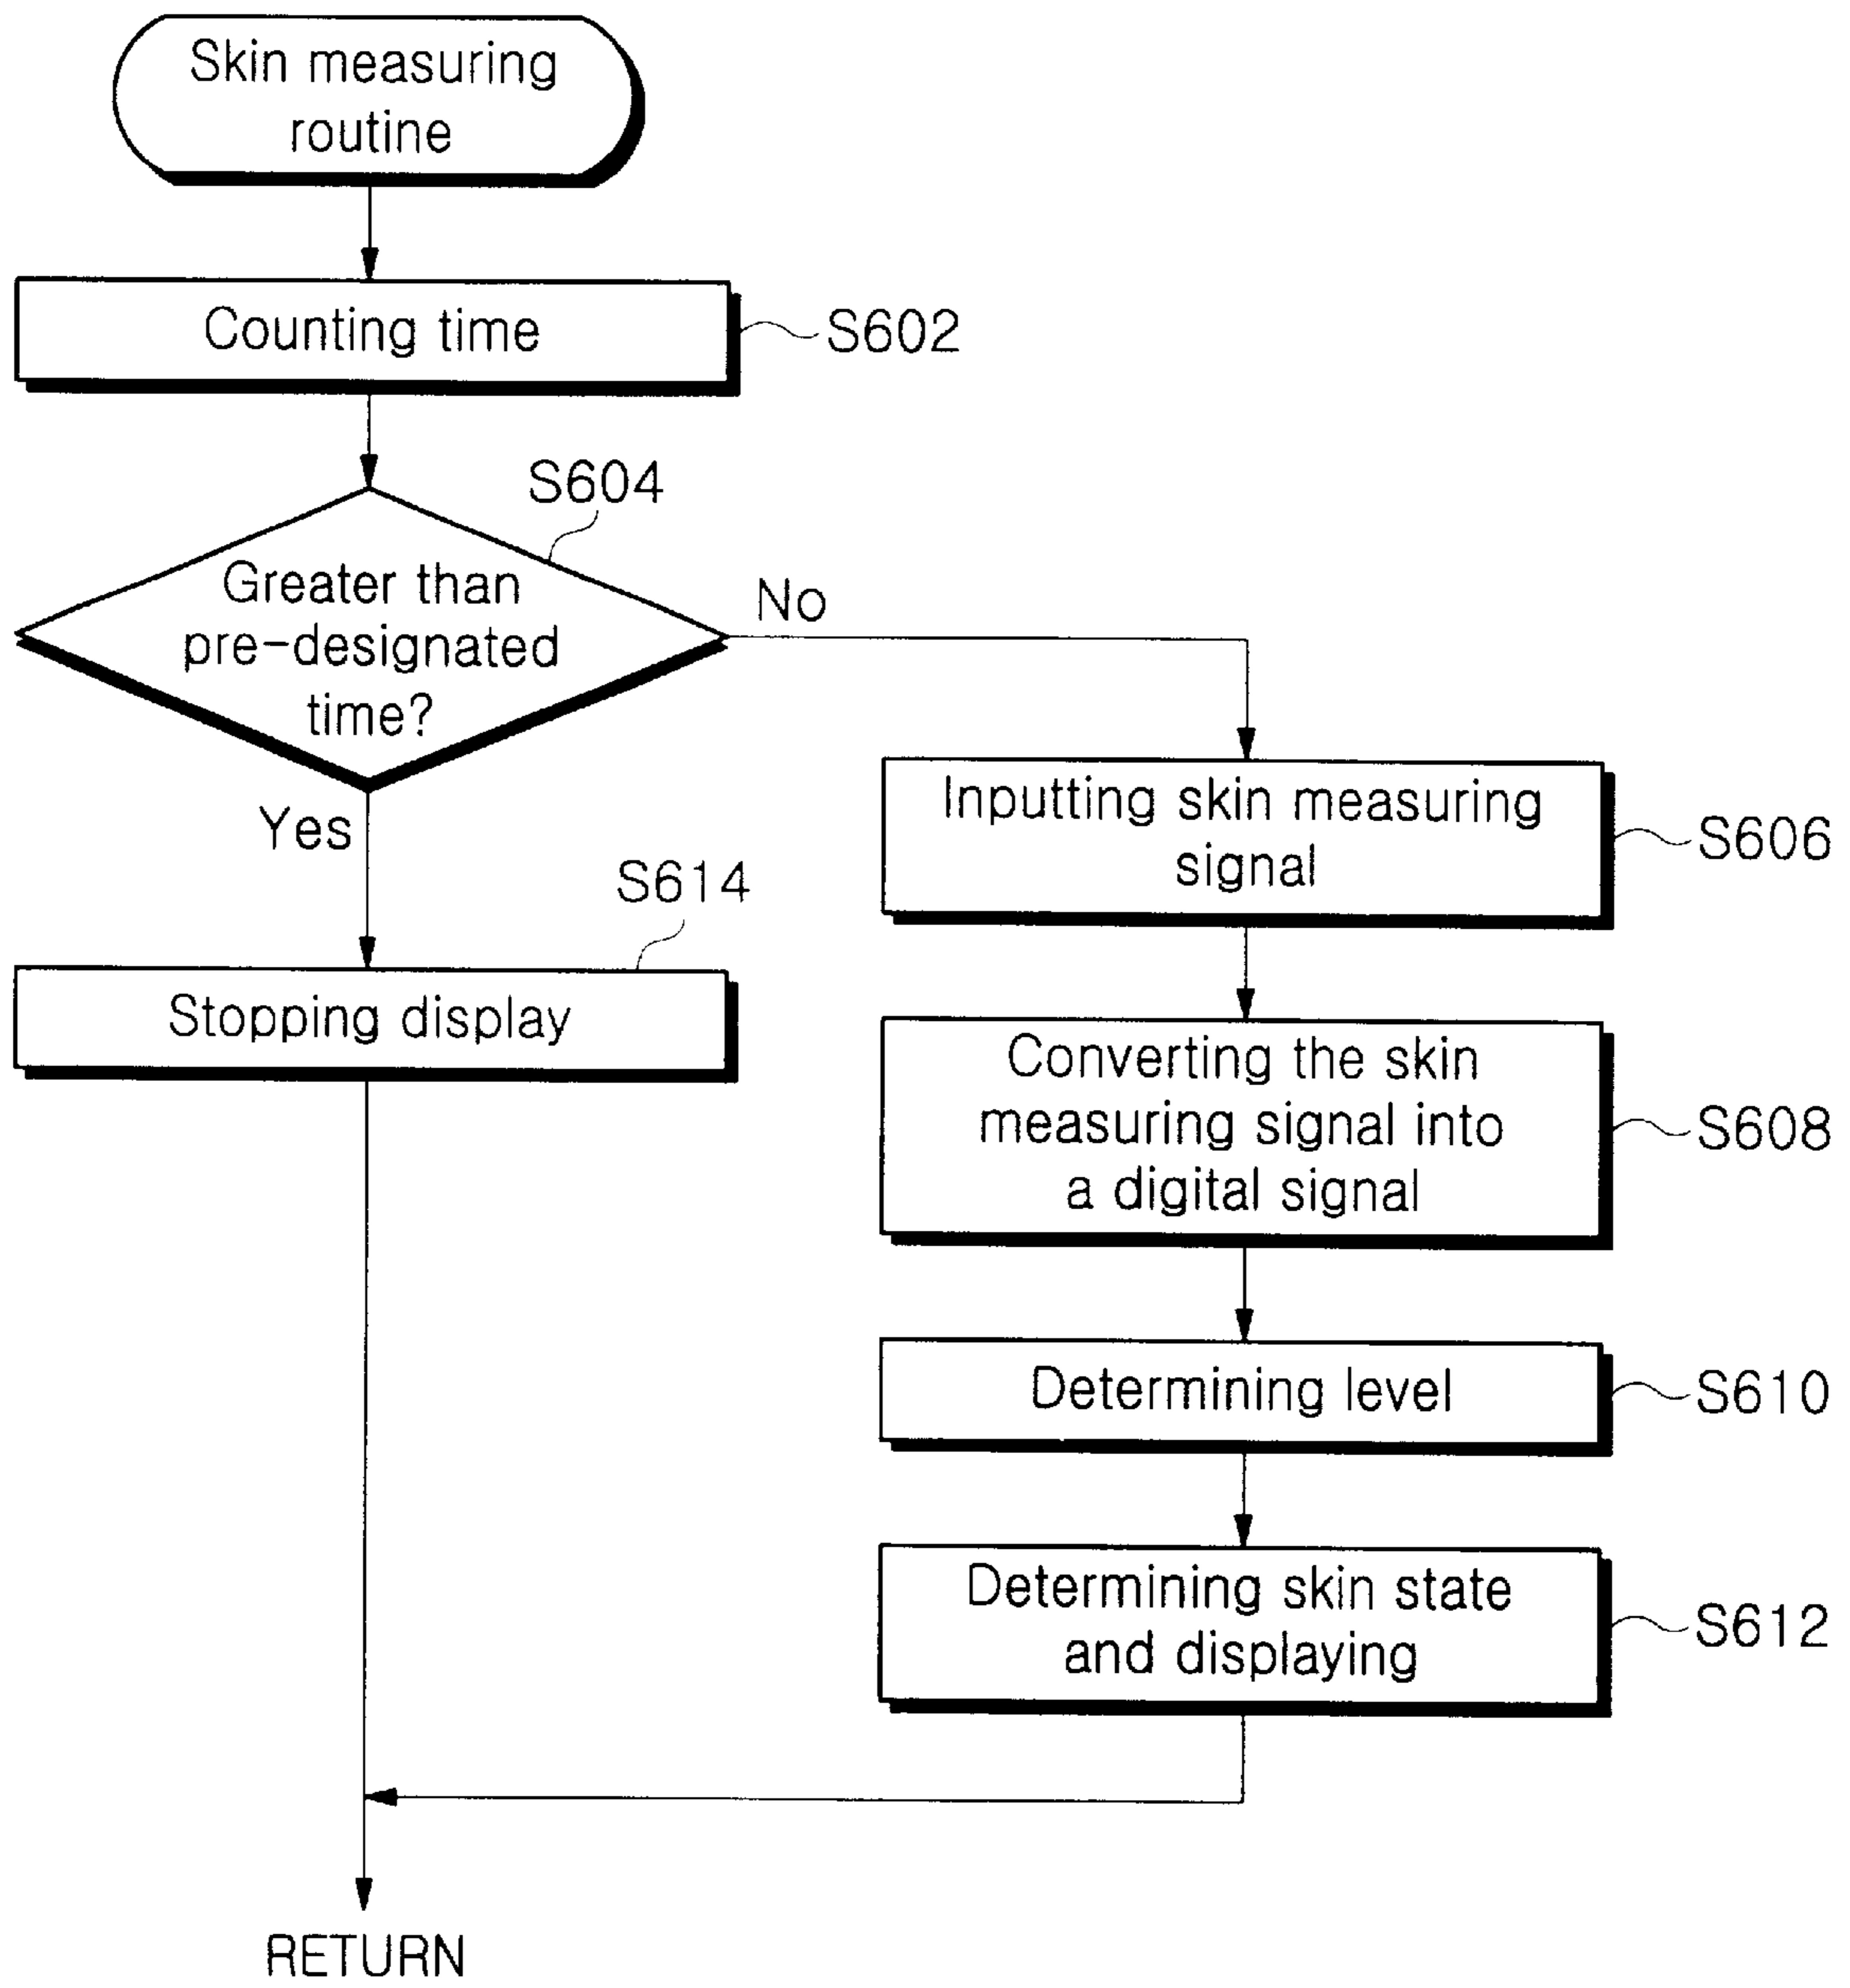 Skin measuring
routine
Counting time
S602
S604
Greater than
pre-designated
time?
No
Yes
Inputting skin measuring
signal
S606
S614
Stopping display
Converting the skin
measuring signal into
a digital signal
S608
Determining level
S610
Determining skin state
and displaying
S612
RETURN